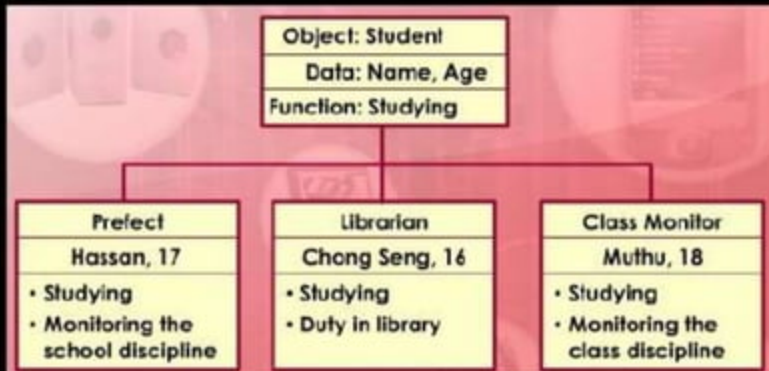 Object: Student
Data: Name, Age
Function: Studying
Prefect
Hassan, 17
• Studying
• Monitoring the
school discipline
Librarian
Chong Seng, 16
• Studying
• Duty in library
Class Monitor
Muthu, 18
• Studying
• Monitoring the
class discipline